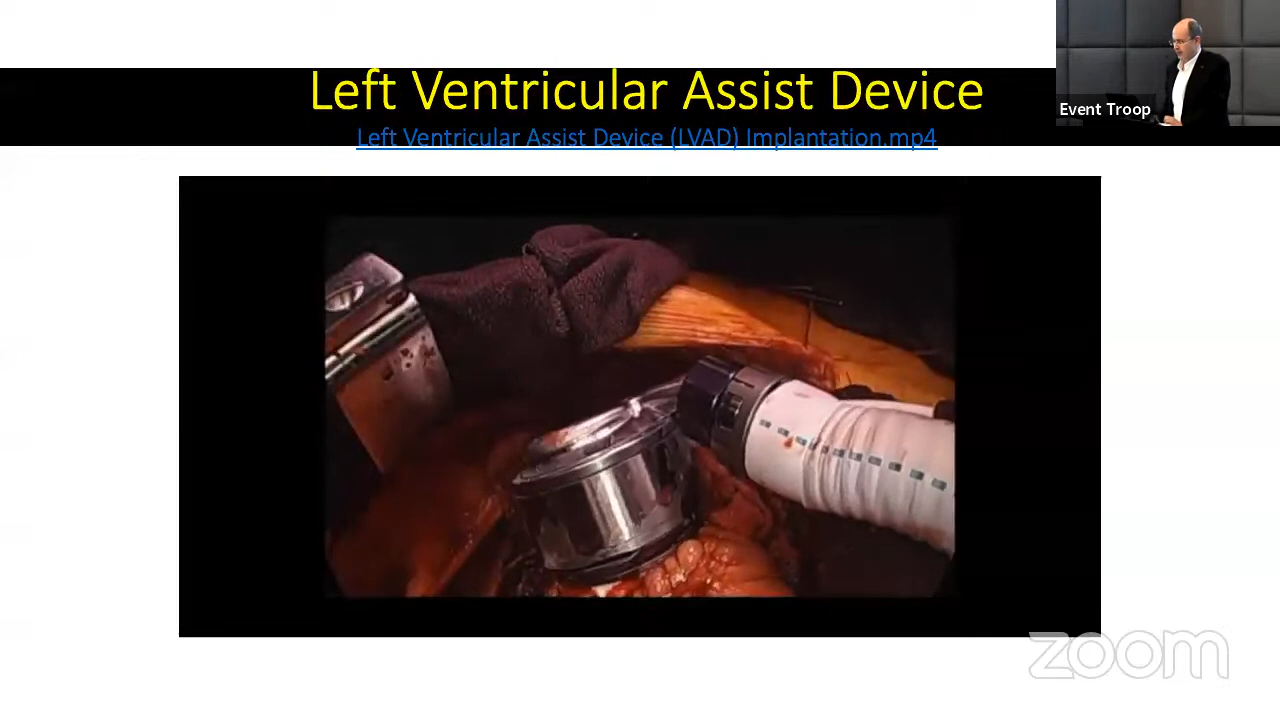 Left Ventricular Assist Device
Left Ventricular Assist Device (LVAD) Implantation.mp4
Event Troop
zoom